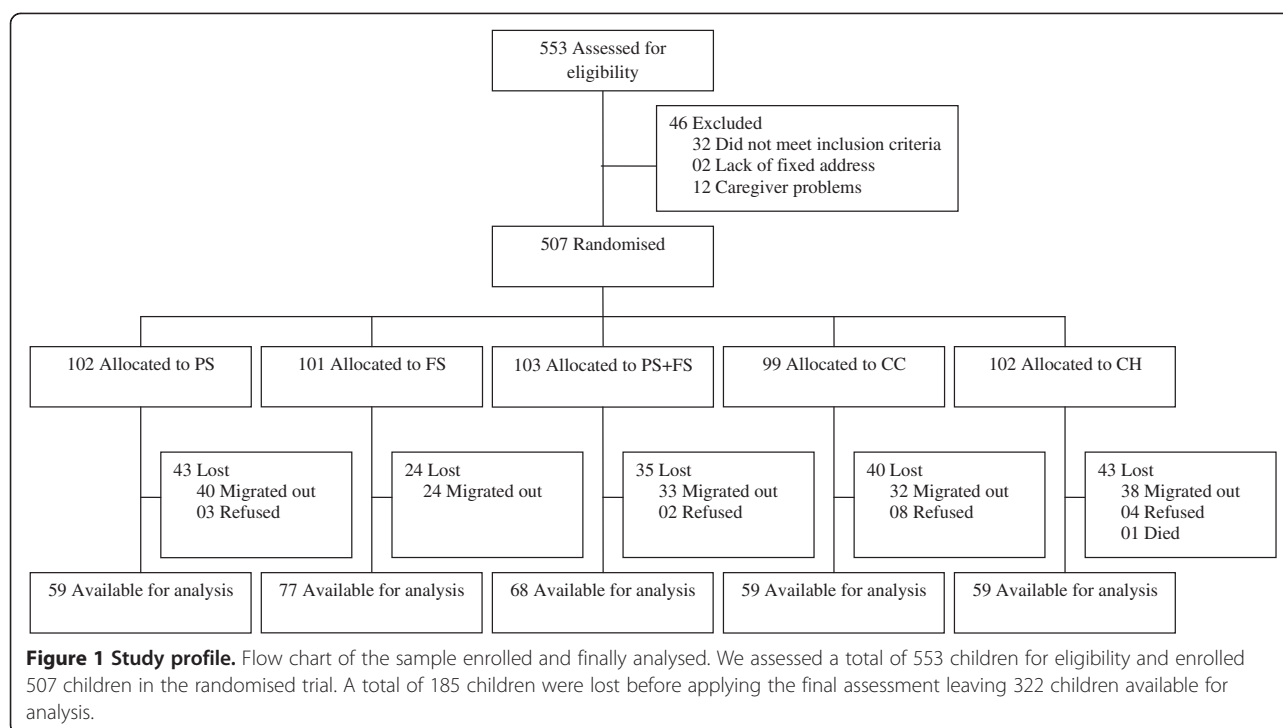 553 Assessed for
eligibility
46 Excluded
32 Did not meet inclusion criteria
02 Lack of fixed address
12 Caregiver problems
507 Randomised
102 Allocated to PS
101 Allocated to FS
103 Allocated to PS+FS
99 Allocated to CC
102 Allocated to CH
43 Lost
40 Migrated out
03 Refused
24 Lost
24 Migrated out
35 Lost
33 Migrated out
02 Refused
40 Lost
32 Migrated out
08 Refused
43 Lost
38 Migrated out
04 Refused
01 Died
59 Available for analysis
77 Available for analysis
68 Available for analysis
59 Available for analysis
59 Available for analysis
Figure 1 Study profile. Flow chart of the sample enrolled and finally analysed. We assessed a total of 553 children for eligibility and enrolled
507 children in the randomised trial. A total of 185 children were lost before applying the final assessment leaving 322 children available for
analysis.